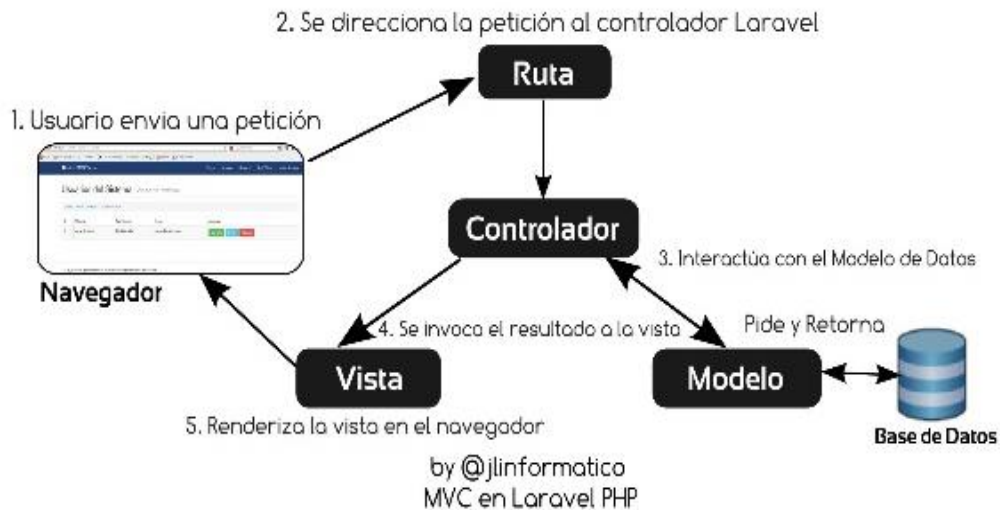 2. Se direcciona la petición al controlador Laravel
Ruta
1. Usuario envia una petición
Controlador
3. Interactúa con el Modelo de Datos
Navegador
4. Se invoca el resultado a la vista
Pide y Retorna
Vista
Modelo
5. Renderiza la vista en el navegador
Base de Datos
by @jlinformatico
MVC en Laravel PHP